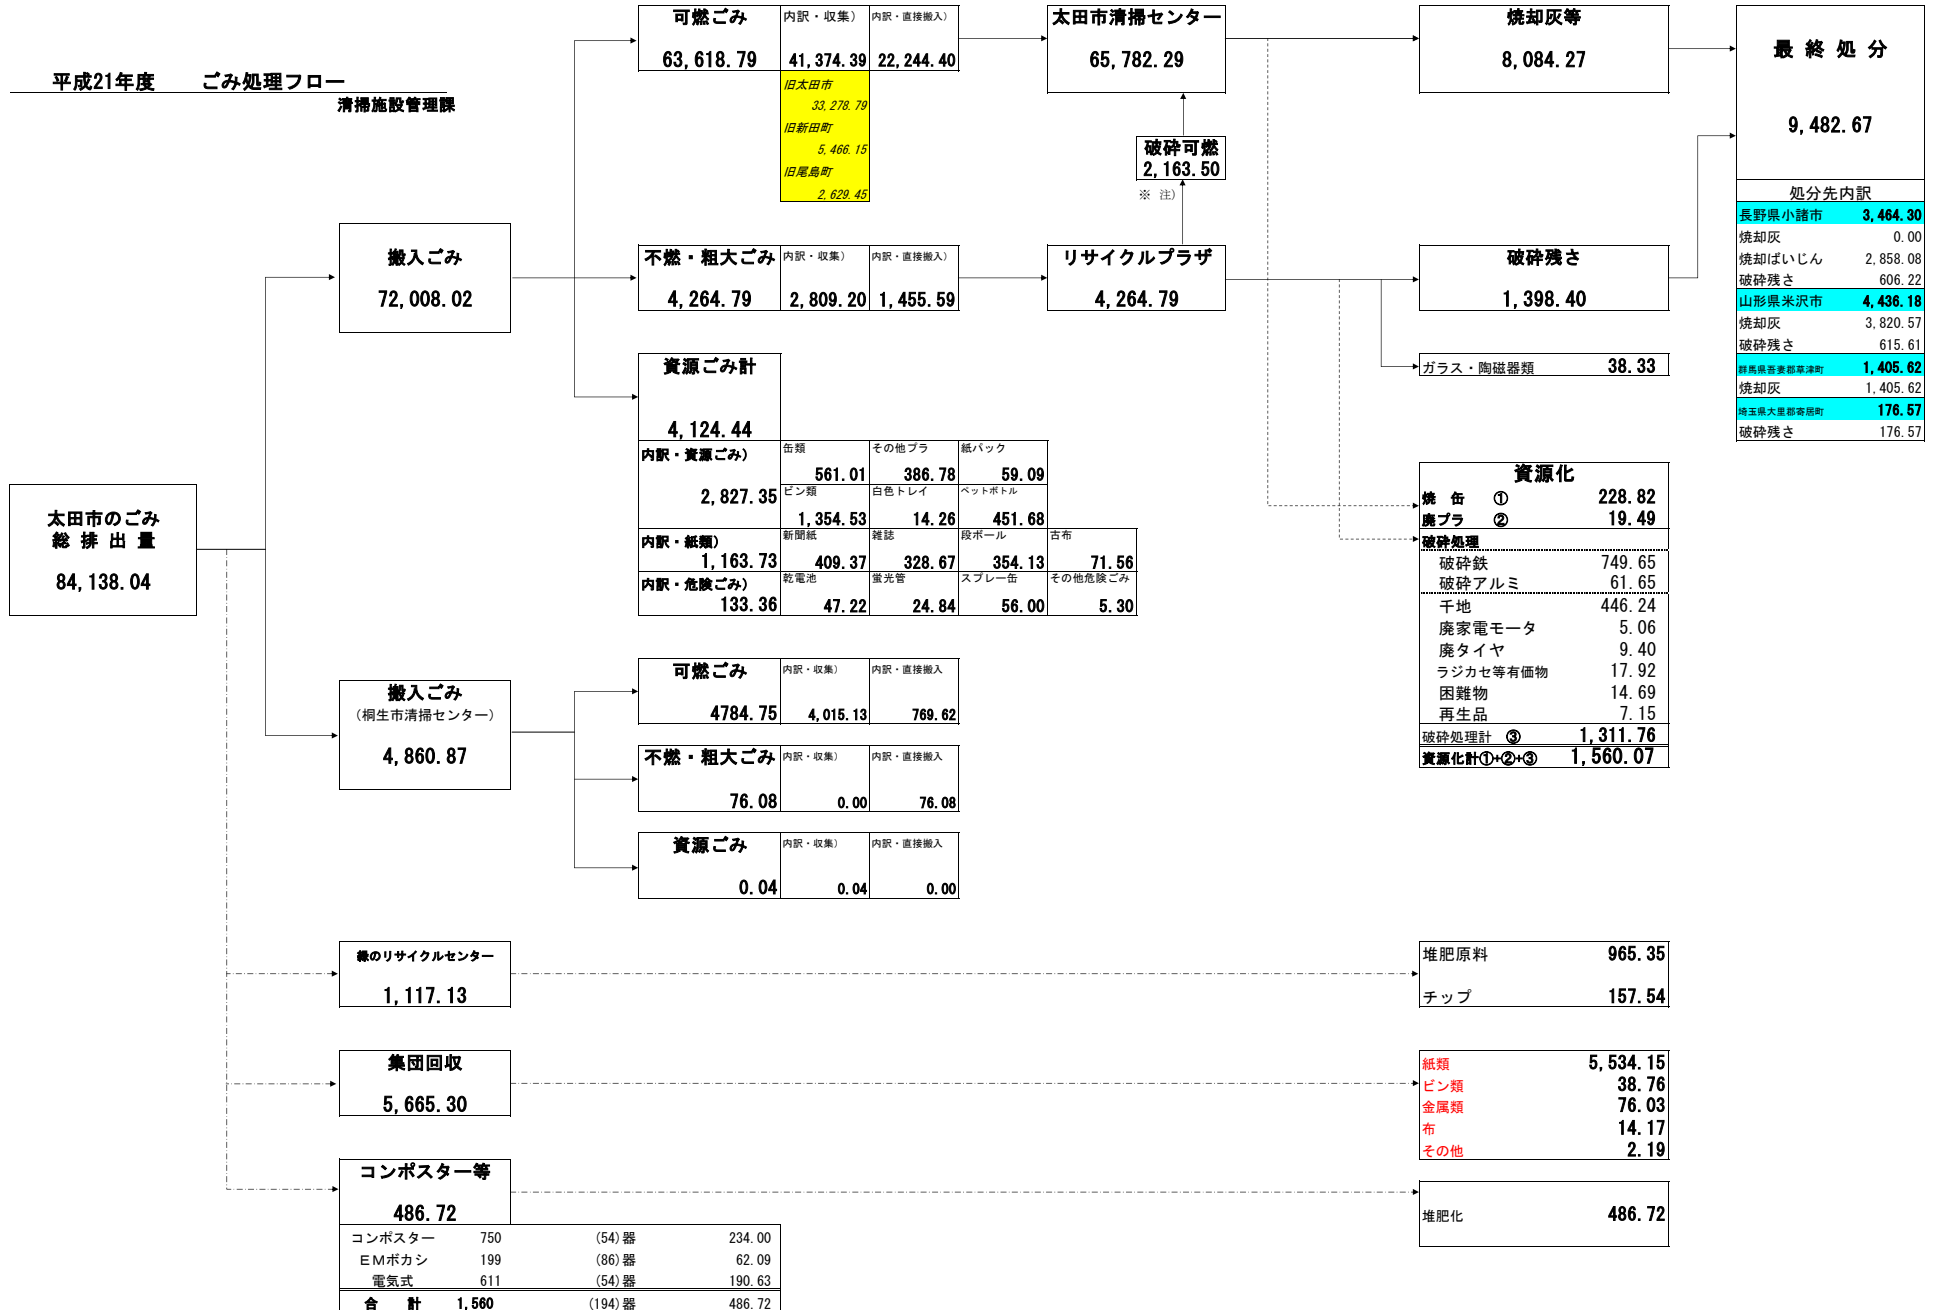 平成21年度 ごみ処理フロー
清掃施設管理課
太田市のごみ
総 排 出 量
84,138.04
搬入ごみ
72,008.02
可燃ごみ 内訳・収集） 内訳・直接搬入）
63,618.79 41,374.39 22,244.40
旧太田市
33,278.79
旧新田町
5,466.15
旧尾島町
2,629.45
不燃・粗大ごみ 内訳・収集） 内訳・直接搬入）
4,264.79 2,809.20 1,455.59
資源ごみ計
4,124.44
内訳・資源ごみ） 缶類 その他プラ 紙パック
561.01 386.78 59.09
2,827.35 ビン類 白色トレイ ペットボトル
1,354.53 14.26 451.68
内訳・紙類） 新聞紙 雑誌 段ボール 古布
1,163.73 409.37 328.67 354.13 71.56
内訳・危険ごみ） 乾電池 蛍光管 スプレー缶 その他危険ごみ
133.36 47.22 24.84 56.00 5.30
太田市清掃センター
65,782.29
破砕可燃
2,163.50
※ 注）
リサイクルプラザ
4,264.79
焼却灰等
8,084.27
破砕残さ
1,398.40
ガラス・陶磁器類 38.33
最 終 処 分
9,482.67
処分先内訳
長野県小諸市 3,464.30
焼却灰 0.00
焼却ばいじん 2,858.08
破砕残さ 606.22
山形県米沢市 4,436.18
焼却灰 3,820.57
破砕残さ 615.61
群馬県吾妻郡草津町 1,405.62
焼却灰 1,405.62
埼玉県大里郡寄居町 176.57
破砕残さ 176.57
資源化
焼 缶 ① 228.82
廃プラ ② 19.49
破砕処理
破砕鉄 749.65
破砕アルミ 61.65
千地 446.24
廃家電モータ 5.06
廃タイヤ 9.40
ラジカセ等有価物 17.92
困難物 14.69
再生品 7.15
破砕処理計 ③ 1,311.76
資源化計①+②+③ 1,560.07
搬入ごみ
（桐生市清掃センター）
4,860.87
可燃ごみ 内訳・収集） 内訳・直接搬入
4784.75 4,015.13 769.62
不燃・粗大ごみ 内訳・収集） 内訳・直接搬入
76.08 0.00 76.08
資源ごみ 内訳・収集） 内訳・直接搬入
0.04 0.04 0.00
緑のリサイクルセンター
1,117.13
堆肥原料 965.35
チップ 157.54
集団回収
5,665.30
紙類 5,534.15
ビン類 38.76
金属類 76.03
布 14.17
その他 2.19
コンポスター等
486.72
堆肥化 486.72
コンポスター 750 (54)器 234.00
ＥＭボカシ 199 (86)器 62.09
電気式 611 (54)器 190.63
合 計 1,560 (194)器 486.72